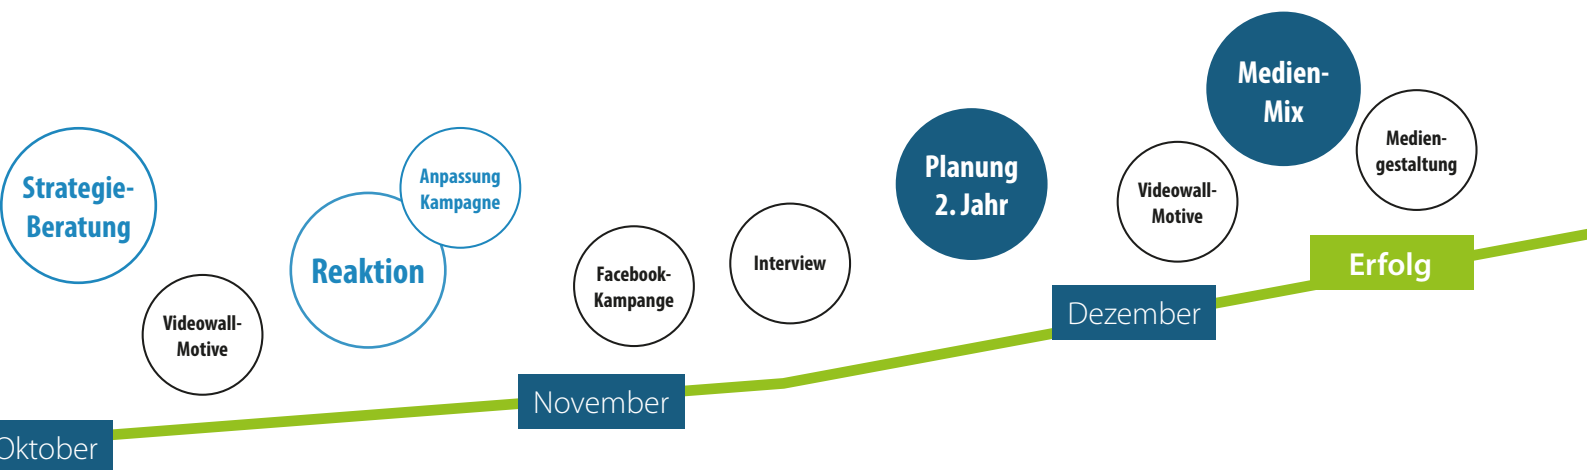 Strategie-
Beratung
Videowall-
Motive
Reaktion
Anpassung
Kampagne
Facebook-
Kampange
Interview
Planung
2. Jahr
Videowall-
Motive
Medien-
Mix
Medien-
gestaltung
Oktober
November
Dezember
Erfolg